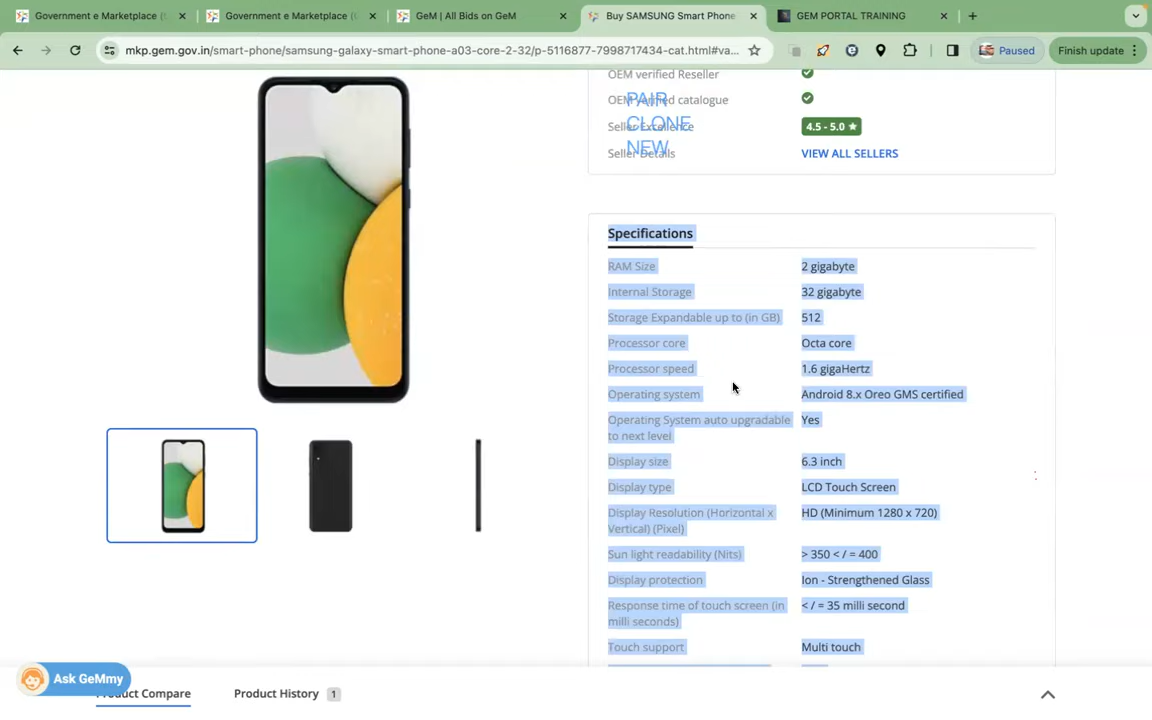 Government e Marketplace (
Government e Marketplace (
GeM | All Bids on GeM
Buy SAMSUNG Smart Phone
GEM PORTAL TRAINING
mkp.gem.gov.in/smart-phone/samsung-galaxy-smart-phone-a03-core-2-32/p-5116877-7998717434-cat.html#va...
Paused
Finish update
OEM verified Reseller
OEM verified catalogue
PAIR
CLONE
NEW
Seller Excellence 4.5 - 5.0 ★
Seller Details VIEW ALL SELLERS
Specifications
RAM Size 2 gigabyte
Internal Storage 32 gigabyte
Storage Expandable up to (in GB) 512
Processor core Octa core
Processor speed 1.6 gigaHertz
Operating system Android 8.x Oreo GMS certified
Operating System auto upgradable Yes
to next level
Display size 6.3 inch
Display type LCD Touch Screen
Display Resolution (Horizontal x HD (Minimum 1280 x 720)
Vertical) (Pixel)
Sun light readability (Nits) > 350 < / = 400
Display protection Ion - Strengthened Glass
Response time of touch screen (in < / = 35 milli second
milli seconds)
Touch support Multi touch
Ask GeMmy
Product Compare
Product History 1